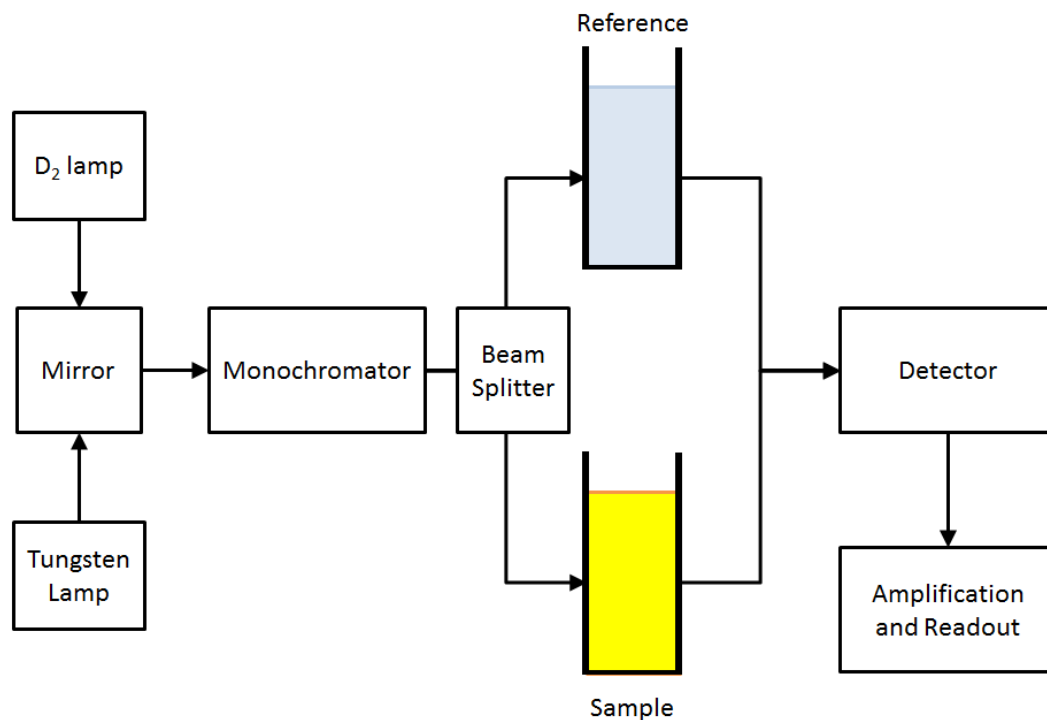 Reference
D₂ lamp
Mirror
Monochromator
Beam
Splitter
Detector
Tungsten
Lamp
Amplification
and Readout
Sample